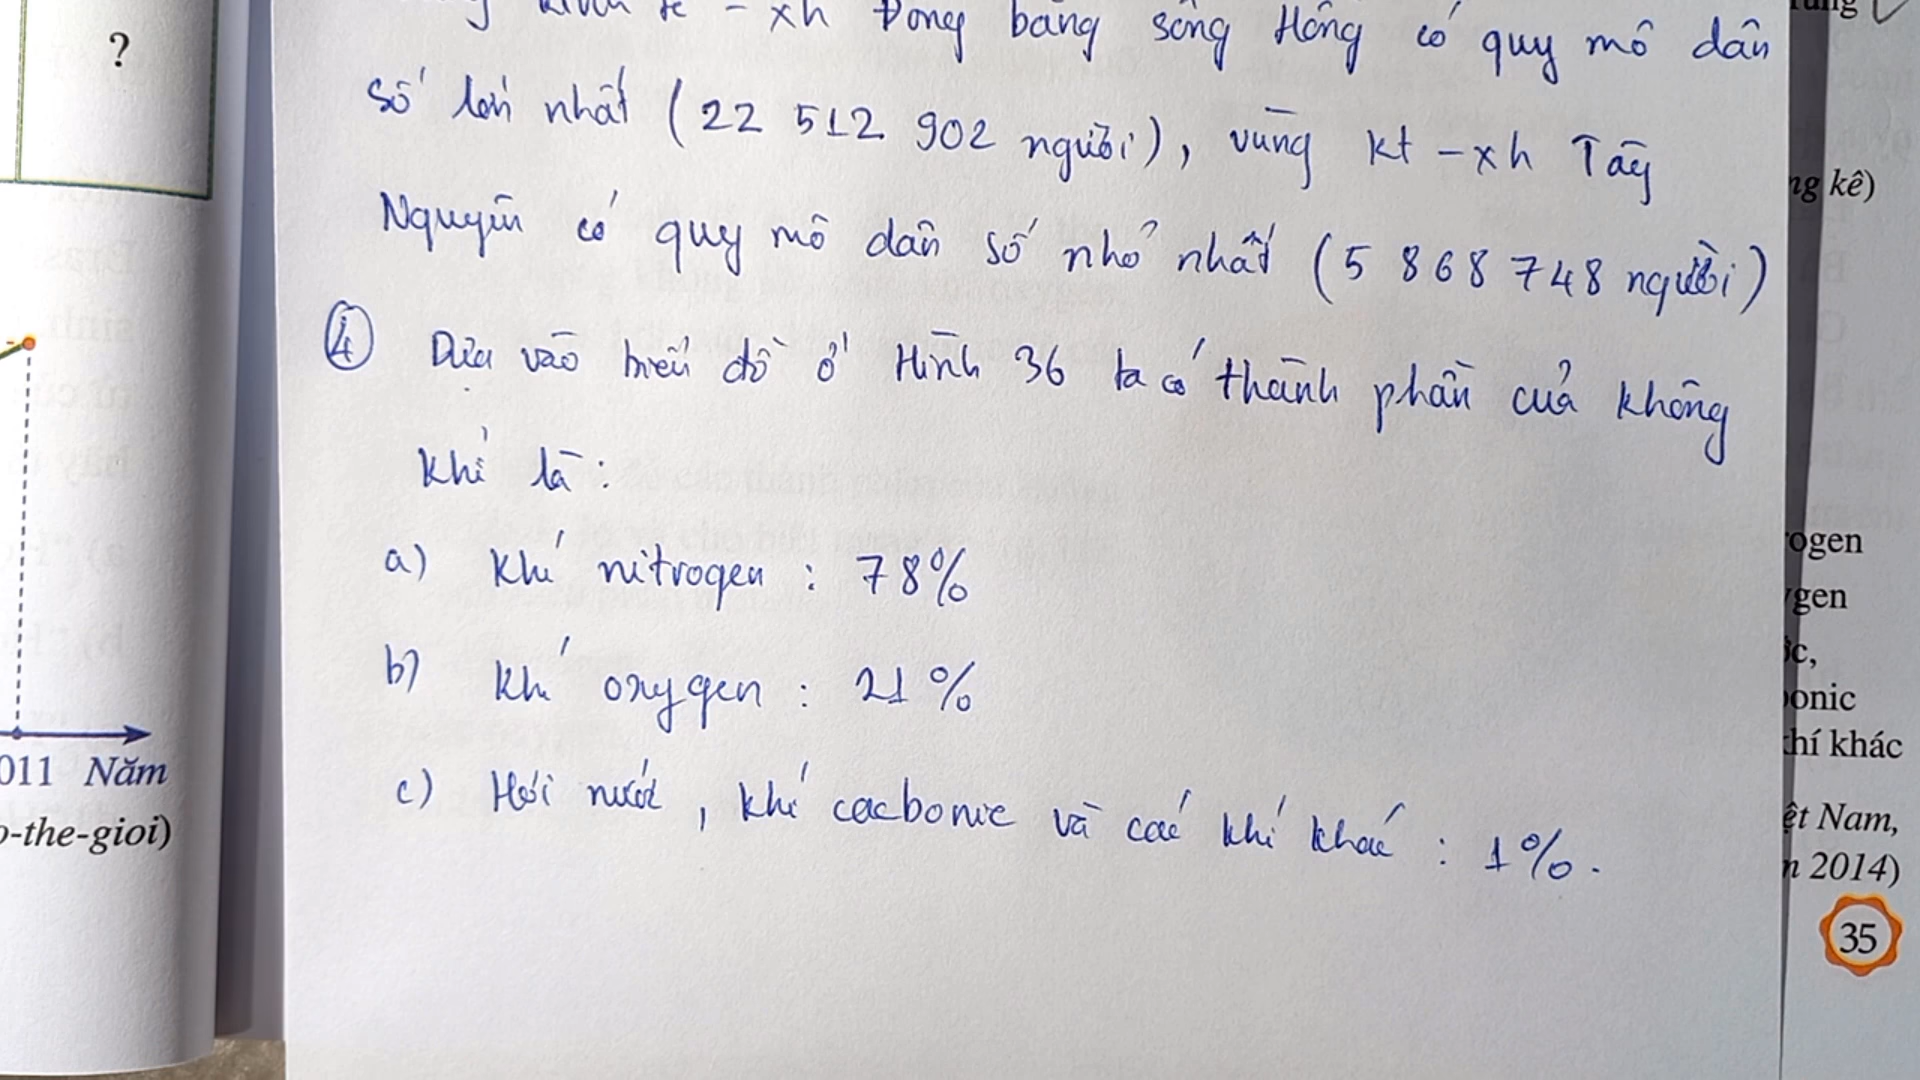 ?
- xh Đồng bằng sông Hồng có quy mô dân
số lớn nhất (22 512 902 người), vùng kt - xh Tây
Nguyên có quy mô dân số nhỏ nhất (5 868 748 người)
④ Dựa vào biểu đồ ở Hình 36 ta có thành phần của không
khí là:
a) Khí nitrogen : 78%
b) Khí oxygen : 21%
c) Hơi nước, khí cacbonic và các khí khác : 1%.
011 Năm
o-the-gioi)
ng kê)
ogen
gen
ớc,
onic
khí khác
ệt Nam,
n 2014)
35